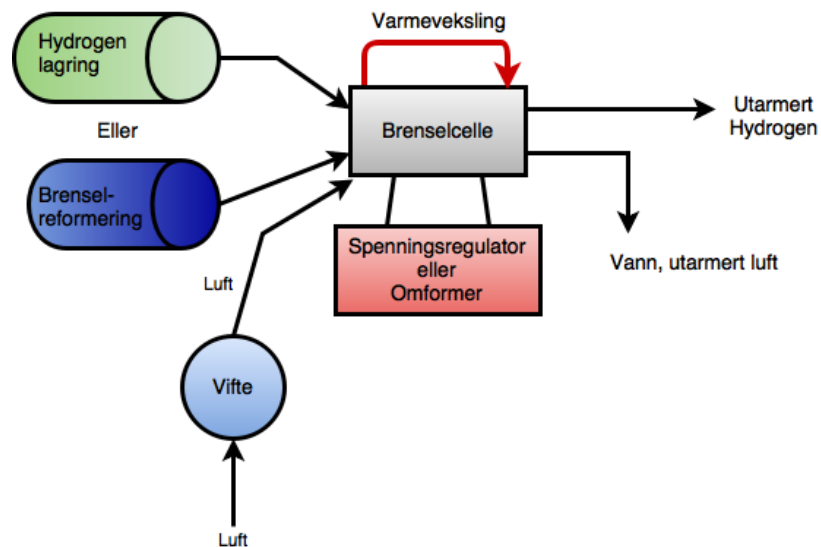 Varmeveksling
Hydrogen
lagring
Eller
Brensel-
reformering
Brenselcelle
Utarmert
Hydrogen
Spenningsregulator
eller
Omformer
Vann, utarmert luft
Luft
Vifte
Luft